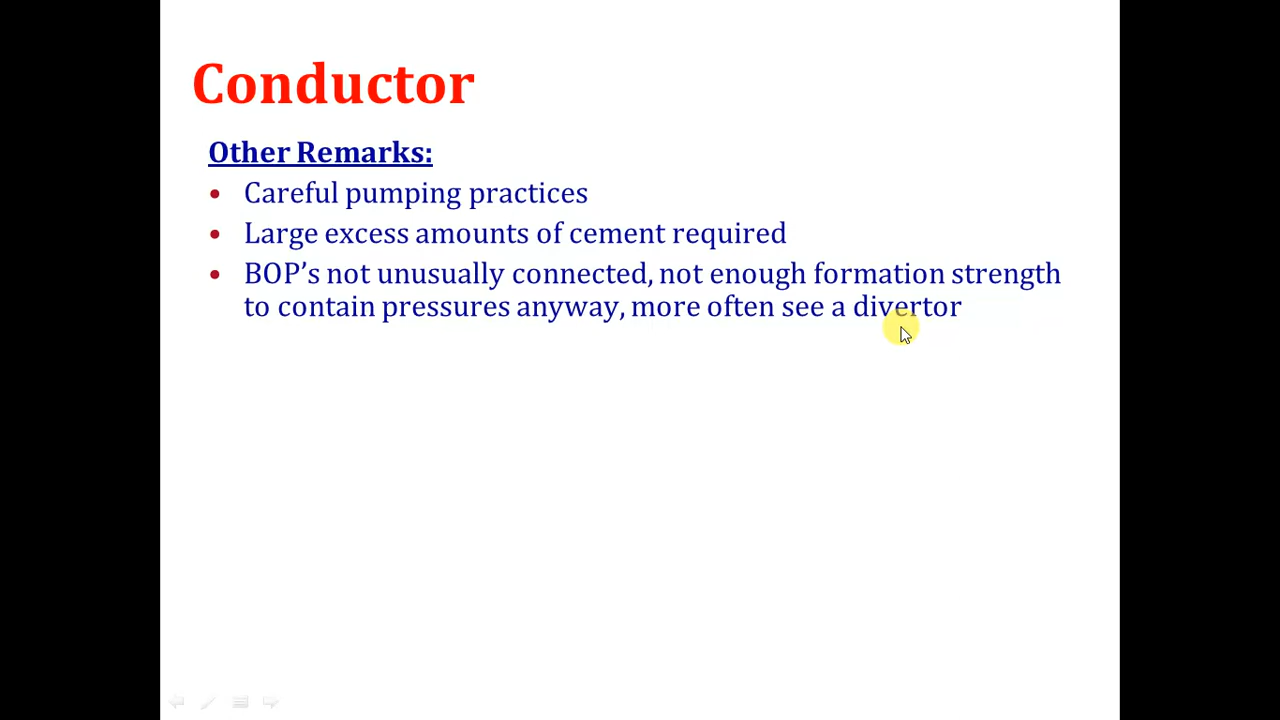 Conductor
Other Remarks:
• Careful pumping practices
• Large excess amounts of cement required
• BOP’s not unusually connected, not enough formation strength
to contain pressures anyway, more often see a divertor